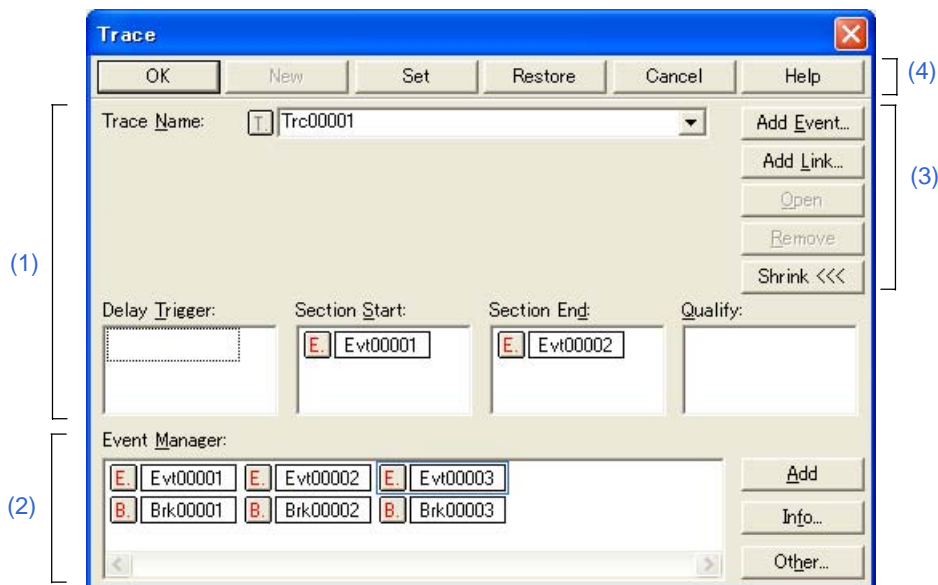 Trace
OK New Set Restore Cancel Help (4)
Trace Name: T. Trc00001 Add Event...
Add Link...
(3)
Open
Remove
(1)
Shrink <<<
Delay Trigger: Section Start: Section End: Qualify:
E. Evt00001 E. Evt00002
Event Manager:
E. Evt00001 E. Evt00002 E. Evt00003 Add
(2)
B. Brk00001 B. Brk00002 B. Brk00003 Info...
Other...